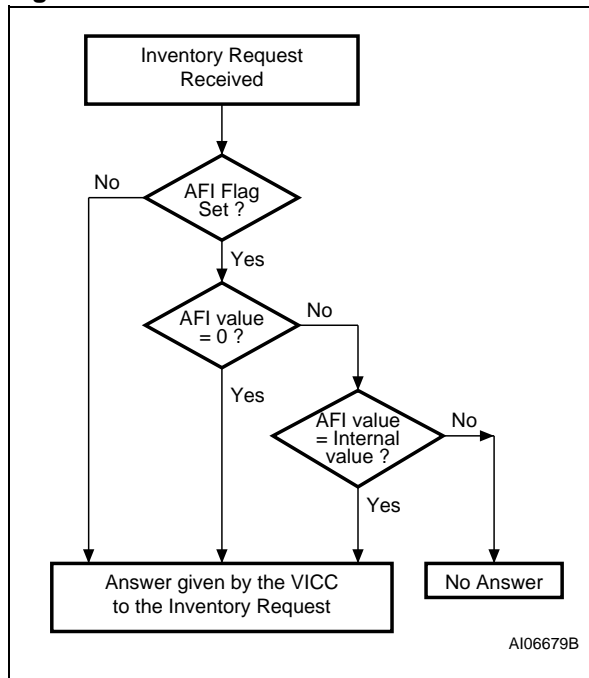 Inventory Request
Received
No
AFI Flag
Set ?
Yes
AFI value
= 0 ?
No
Yes
AFI value
= Internal
value ?
No
Yes
Answer given by the VICC
to the Inventory Request
No Answer
AI06679B